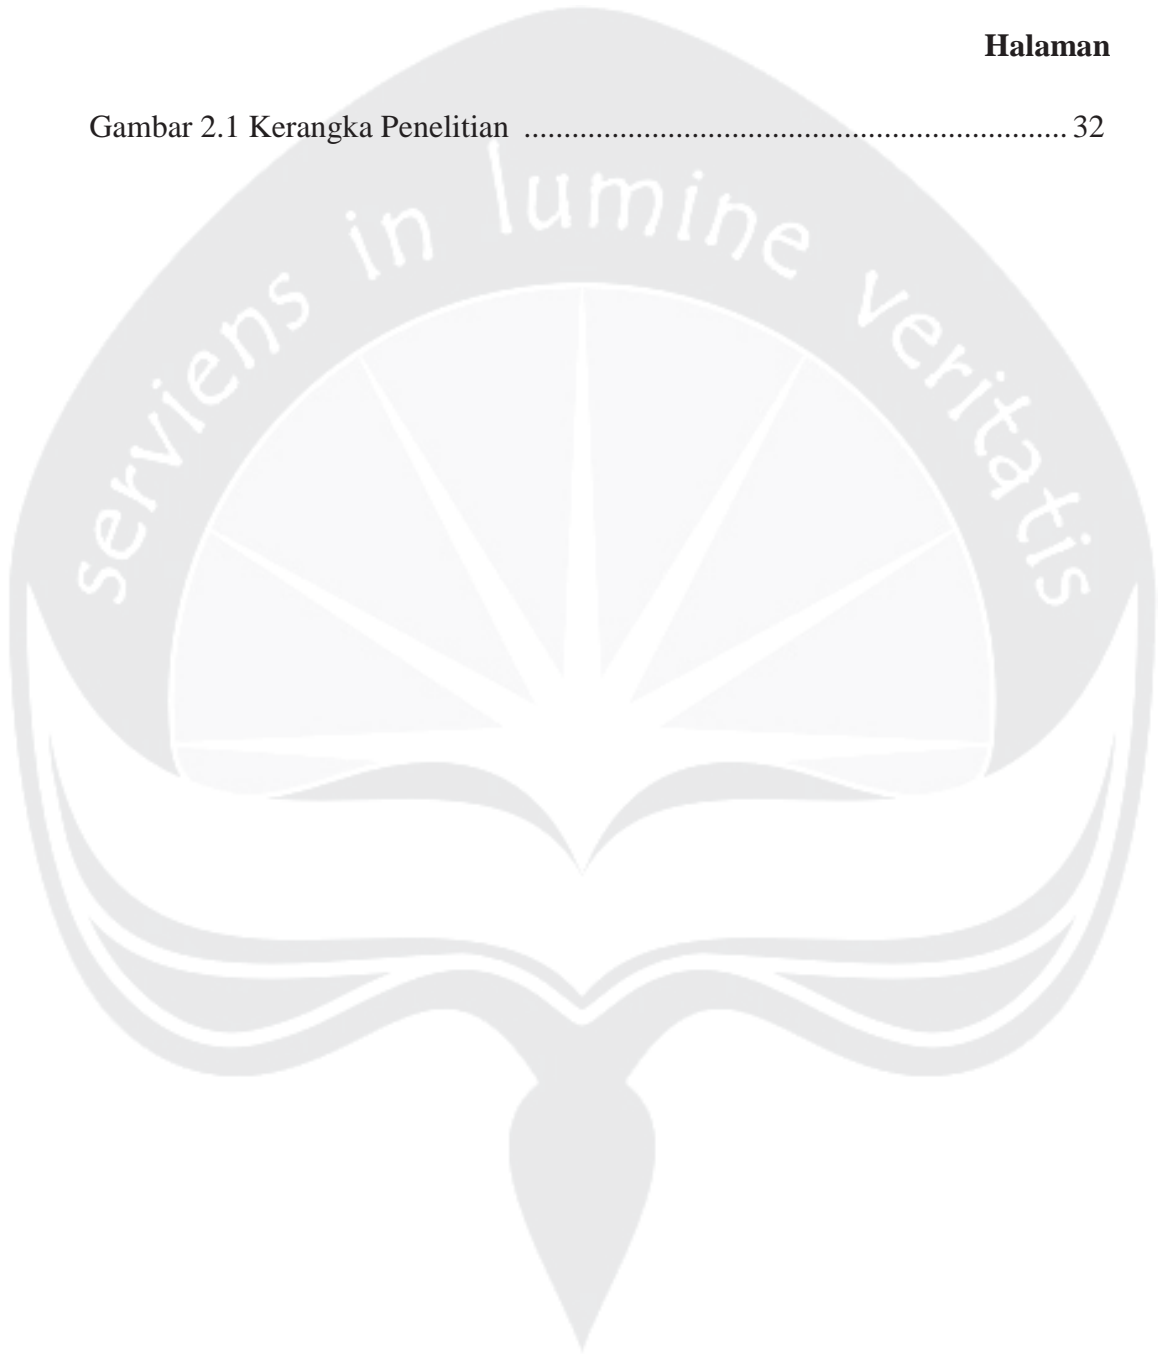 Halaman
Gambar 2.1 Kerangka Penelitian ..................................................................... 32
serviens in lumine veritatis